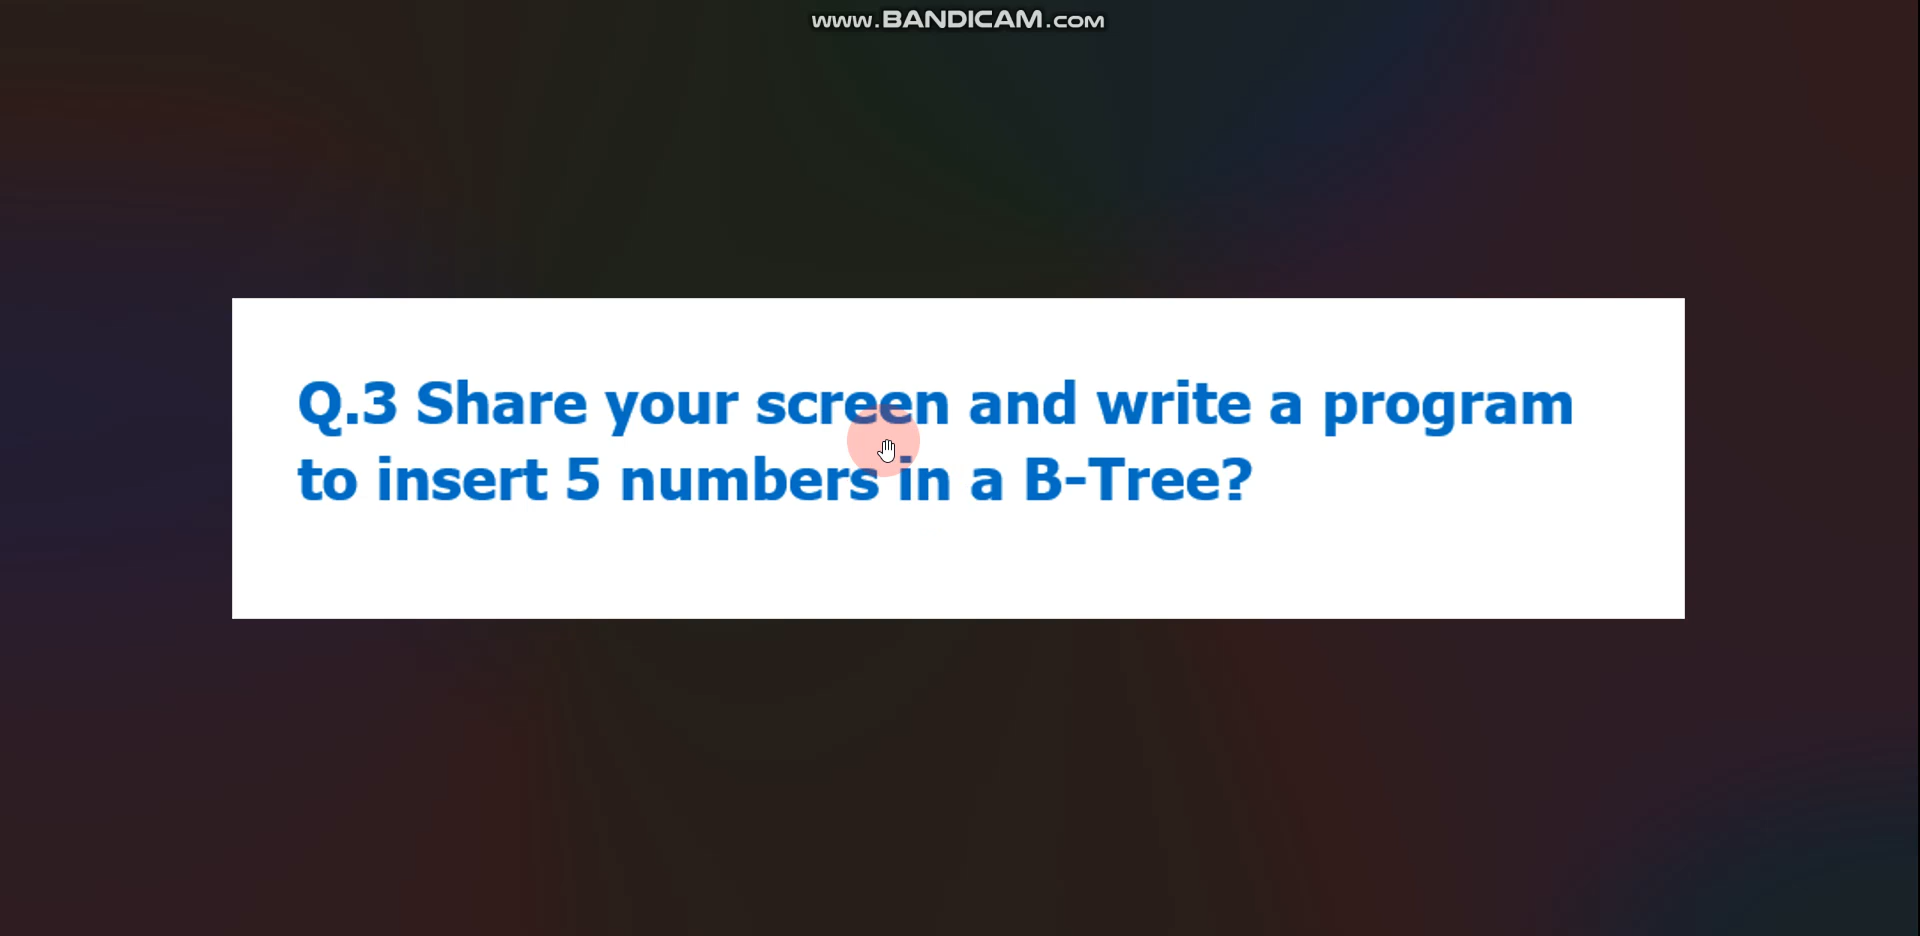 www.BANDICAM.COM
Q.3 Share your screen and write a program
to insert 5 numbers in a B-Tree?